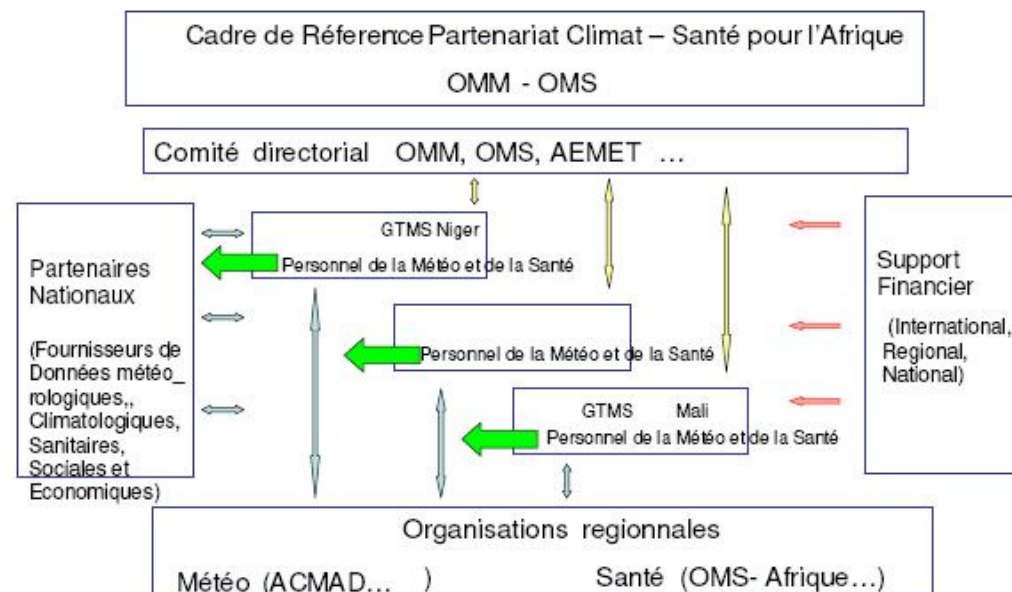 Cadre de Réference Partenariat Climat – Santé pour l'Afrique
OMM - OMS
Comité directorial OMM, OMS, AEMET ...
Partenaires
Nationaux
(Fournisseurs de
Données météo_
rologiques,,
Climatologiques,
Sanitaires,
Sociales et
Economiques)
GTMS Niger
Personnel de la Météo et de la Santé
Personnel de la Météo et de la Santé
GTMS Mali
Personnel de la Météo et de la Santé
Support
Financier
(International,
Regional,
National)
Organisations regionnales
Météo (ACMAD... )
Santé (OMS- Afrique...)